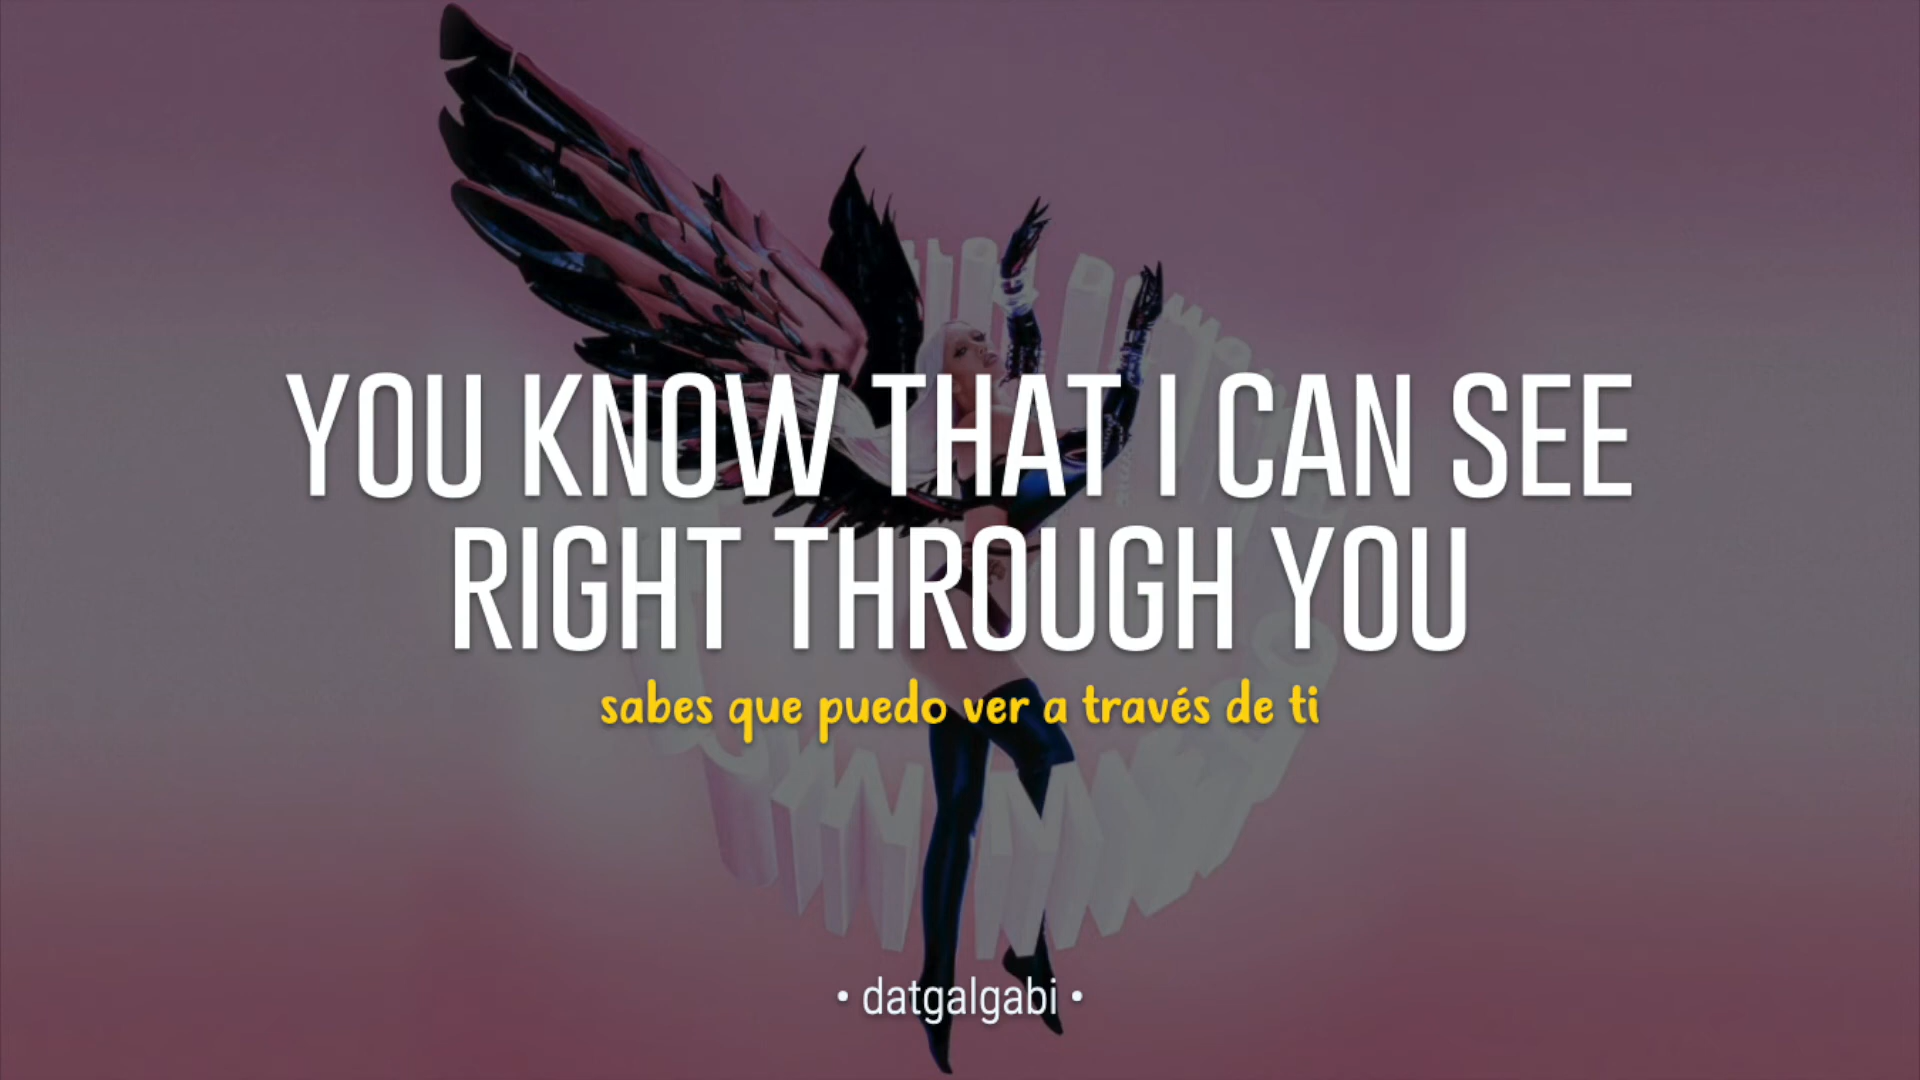 YOU KNOW THAT I CAN SEE
RIGHT THROUGH YOU
sabes que puedo ver a través de ti
• datgalgabi •